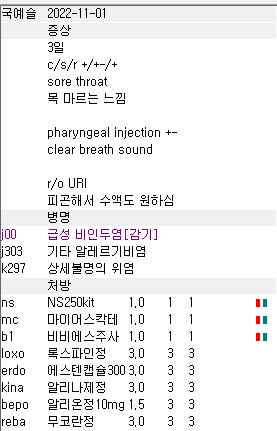 국예슬 2022-11-01
증상
3일
c/s/r +/+-/+
sore throat
목 마르는 느낌
pharyngeal injection +-
clear breath sound
r/o URI
피곤해서 수액도 원하심
병명
j00 급성 비인두염[감기]
j303 기타 알레르기비염
k297 상세불명의 위염
처방
ns NS250kit 1.0 1 1
mc 마이어스칵테 1.0 1 1
b1 비비에스주사 1.0 1 1
loxo 록스파인정 3.0 3 3
erdo 에스텐캡슐300 3.0 3 3
kina 알리나제정 3.0 3 3
bepo 알리온정10mg 1.5 3 3
reba 무코란정 3.0 3 3